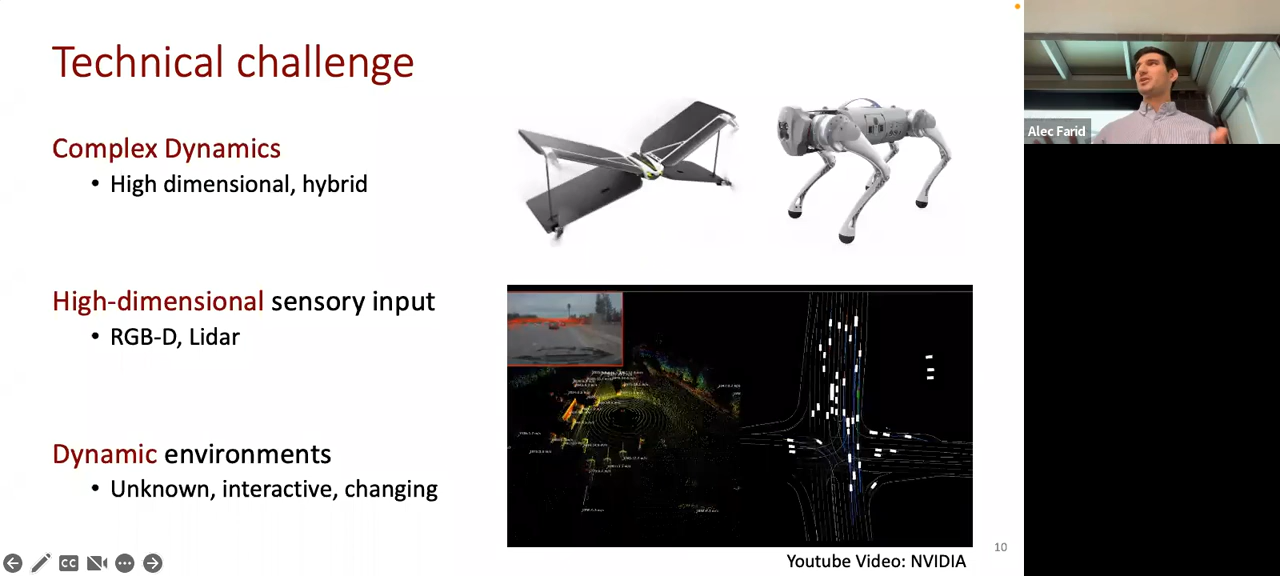 Technical challenge
Complex Dynamics
• High dimensional, hybrid
High-dimensional sensory input
• RGB-D, Lidar
Dynamic environments
• Unknown, interactive, changing
Youtube Video: NVIDIA
10
CC
Alec Farid